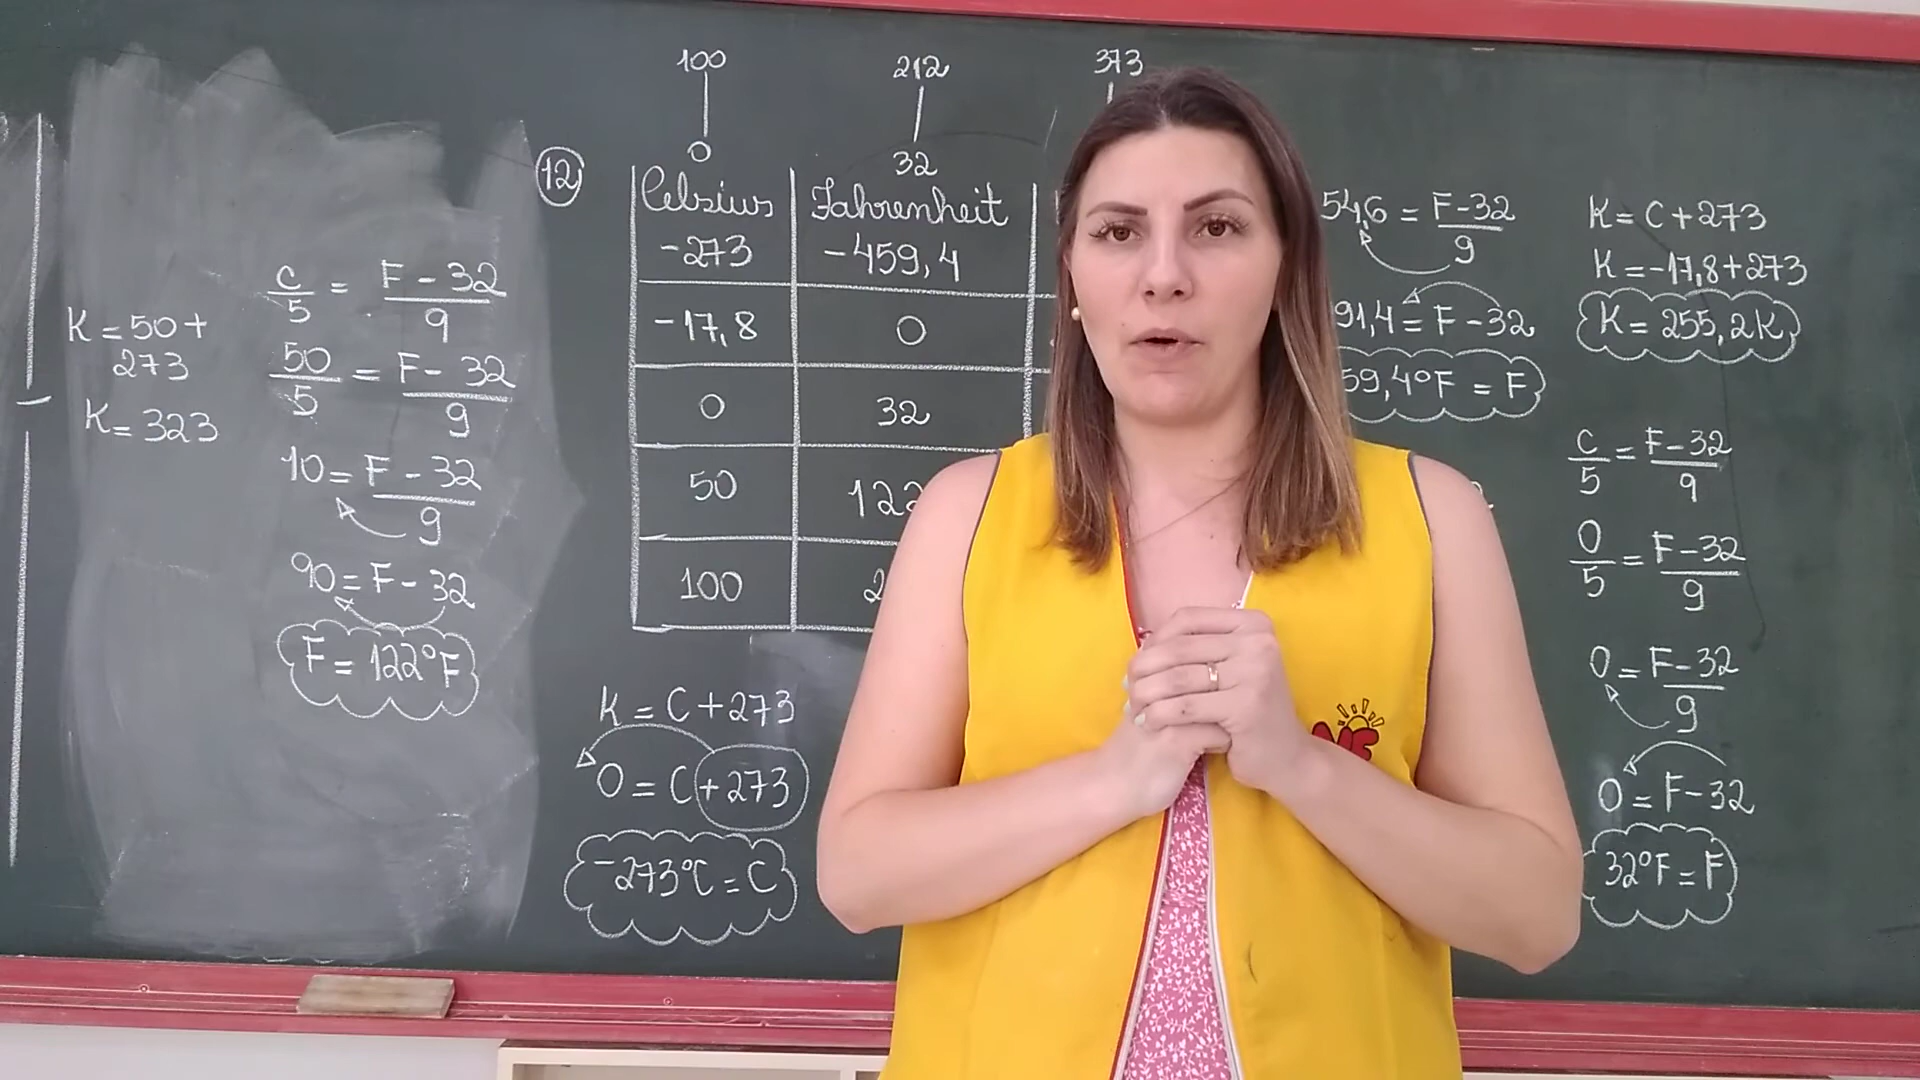 K = 50 +
273
K = 323
C/5 = F - 32/9
50/5 = F - 32/9
10 = F - 32/9
90 = F - 32
F = 122°F
12
100
0
212
32
373
Celsius Fahrenheit
-273 -459,4
-17,8 0
0 32
50 122
100 2
K = C + 273
0 = C + 273
-273°C = C
54,6 = F - 32/9
91,4 = F - 32
59,4°F = F
K = C + 273
K = -17,8 + 273
K = 255,2K
C/5 = F - 32/9
0/5 = F - 32/9
0 = F - 32/9
0 = F - 32
32°F = F